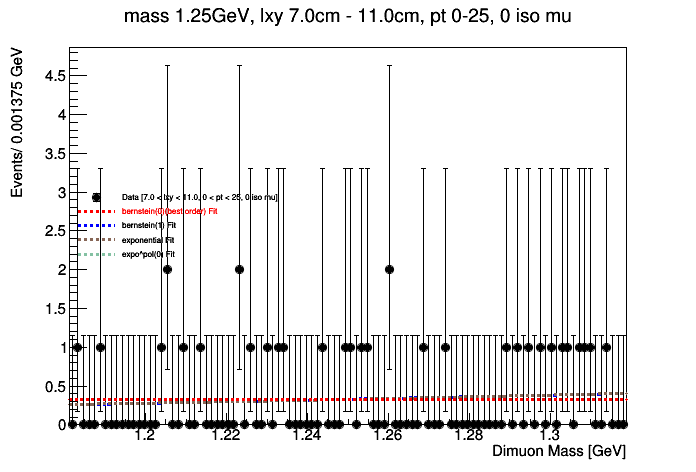 mass 1.25GeV, lxy 7.0cm - 11.0cm, pt 0-25, 0 iso mu
Events/ 0.001375 GeV
4.5
4
3.5
3
2.5
2
1.5
1
0.5
0
Data [7.0 < lxy < 11.0, 0 < pt < 25, 0 iso mu]
bernstein(0)(best order) Fit
bernstein(1) Fit
exponential Fit
expo*pol(0) Fit
1.2
1.22
1.24
1.26
1.28
1.3
Dimuon Mass [GeV]